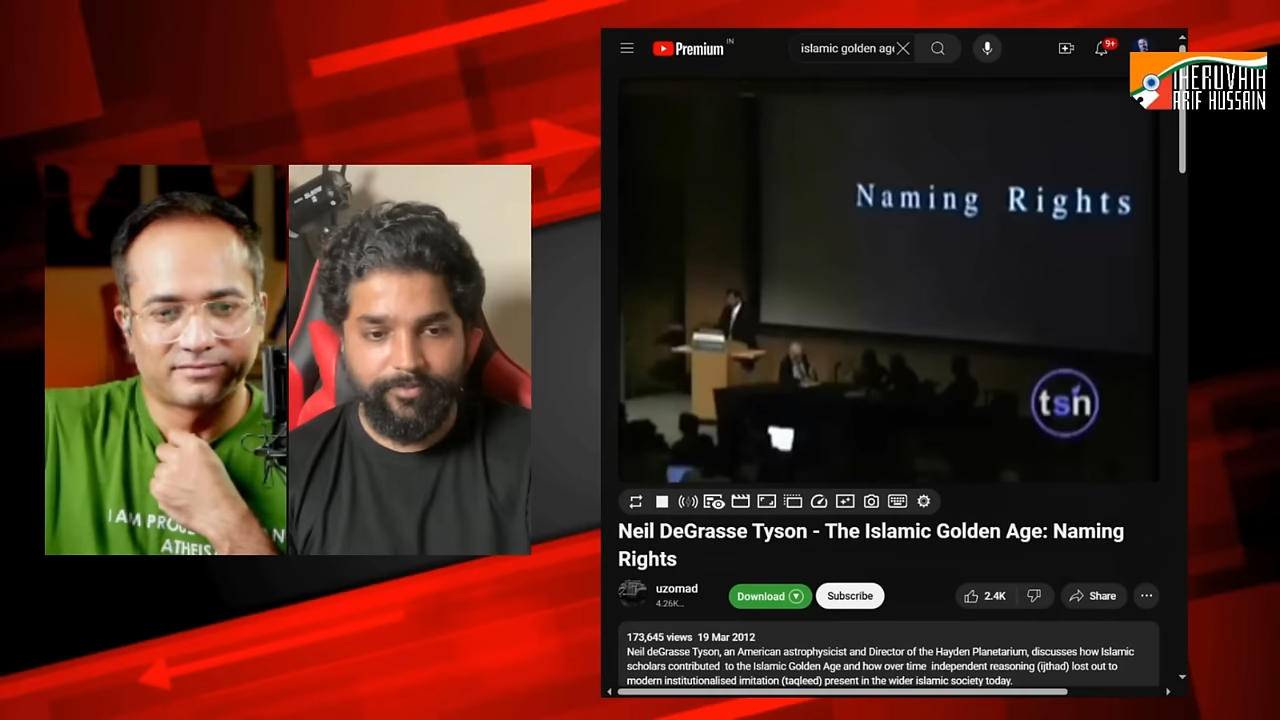 Premium
IN
islamic golden age
9+
THERUVATH
ARIF HUSSAIN
Naming Rights
tsn
I AM PROU
AN
ATHEIS
Neil DeGrasse Tyson - The Islamic Golden Age: Naming
Rights
uzomad
4.26K...
Download
Subscribe
2.4K
Share
173,645 views 19 Mar 2012
Neil deGrasse Tyson, an American astrophysicist and Director of the Hayden Planetarium, discusses how Islamic
scholars contributed to the Islamic Golden Age and how over time independent reasoning (ijthad) lost out to
modern institutionalised imitation (taqleed) present in the wider islamic society today.